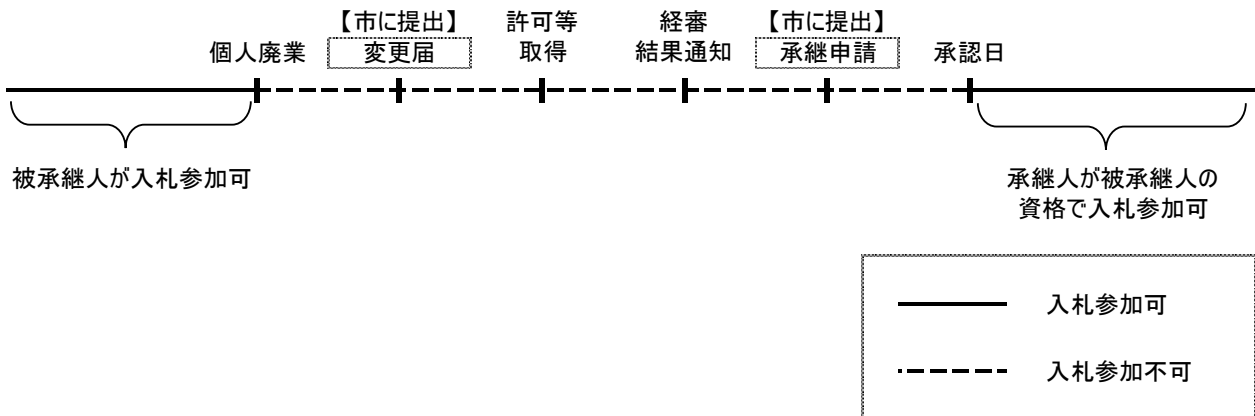 【市に提出】
許可等
経審
【市に提出】
個人廃業
変更届
取得
結果通知
承継申請
承認日
被承継人が入札参加可
承継人が被承継人の
資格で入札参加可
入札参加可
入札参加不可